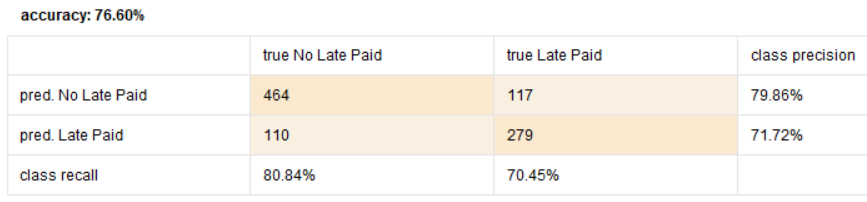 accuracy: 76.60%
true No Late Paid true Late Paid class precision
pred. No Late Paid 464 117 79.86%
pred. Late Paid 110 279 71.72%
class recall 80.84% 70.45%